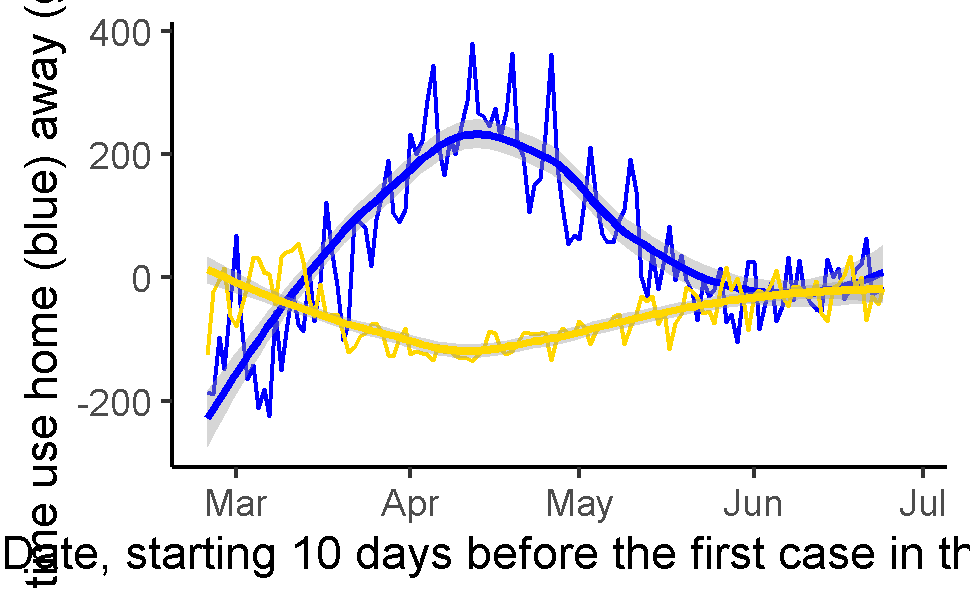 400
200
0
-200
time use home (blue) away (
Mar Apr May Jun Jul
Date, starting 10 days before the first case in th